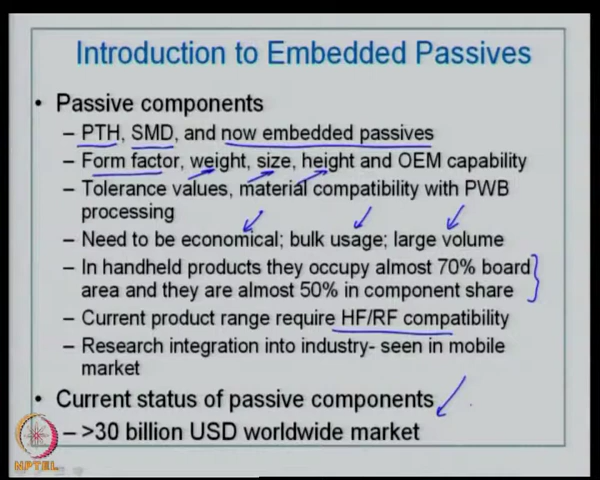 Introduction to Embedded Passives
• Passive components
– PTH, SMD, and now embedded passives
– Form factor, weight, size, height and OEM capability
– Tolerance values, material compatibility with PWB
processing
– Need to be economical; bulk usage; large volume
– In handheld products they occupy almost 70% board
area and they are almost 50% in component share
– Current product range require HF/RF compatibility
– Research integration into industry- seen in mobile
market
• Current status of passive components
– >30 billion USD worldwide market
NPTEL